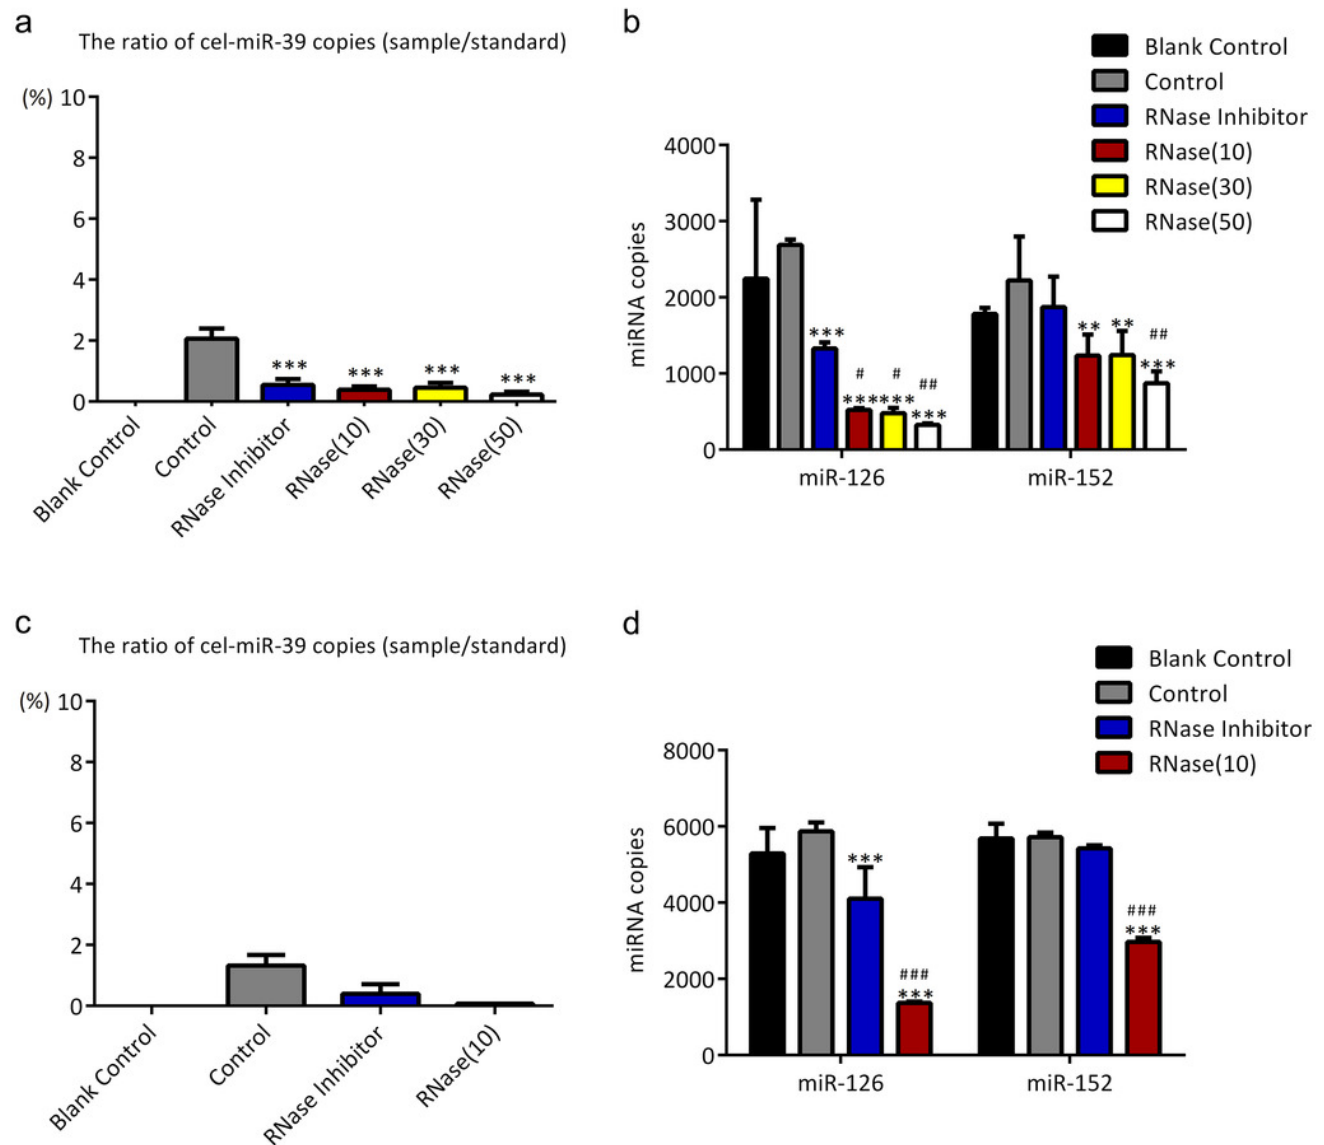 a
The ratio of cel-miR-39 copies (sample/standard)
(%) 10
8
6
4
2
0
*** *** *** ***
Blank Control
Control
RNase Inhibitor
RNase(10)
RNase(30)
RNase(50)
b
Blank Control
Control
RNase Inhibitor
RNase(10)
RNase(30)
RNase(50)
miRNA copies
4000
3000
2000
1000
0
***
# # ##
*** *** ***
** **
##
***
miR-126 miR-152
c
The ratio of cel-miR-39 copies (sample/standard)
(%) 10
8
6
4
2
0
Blank Control
Control
RNase Inhibitor
RNase(10)
d
Blank Control
Control
RNase Inhibitor
RNase(10)
miRNA copies
8000
6000
4000
2000
0
***
###
***
###
***
miR-126 miR-152